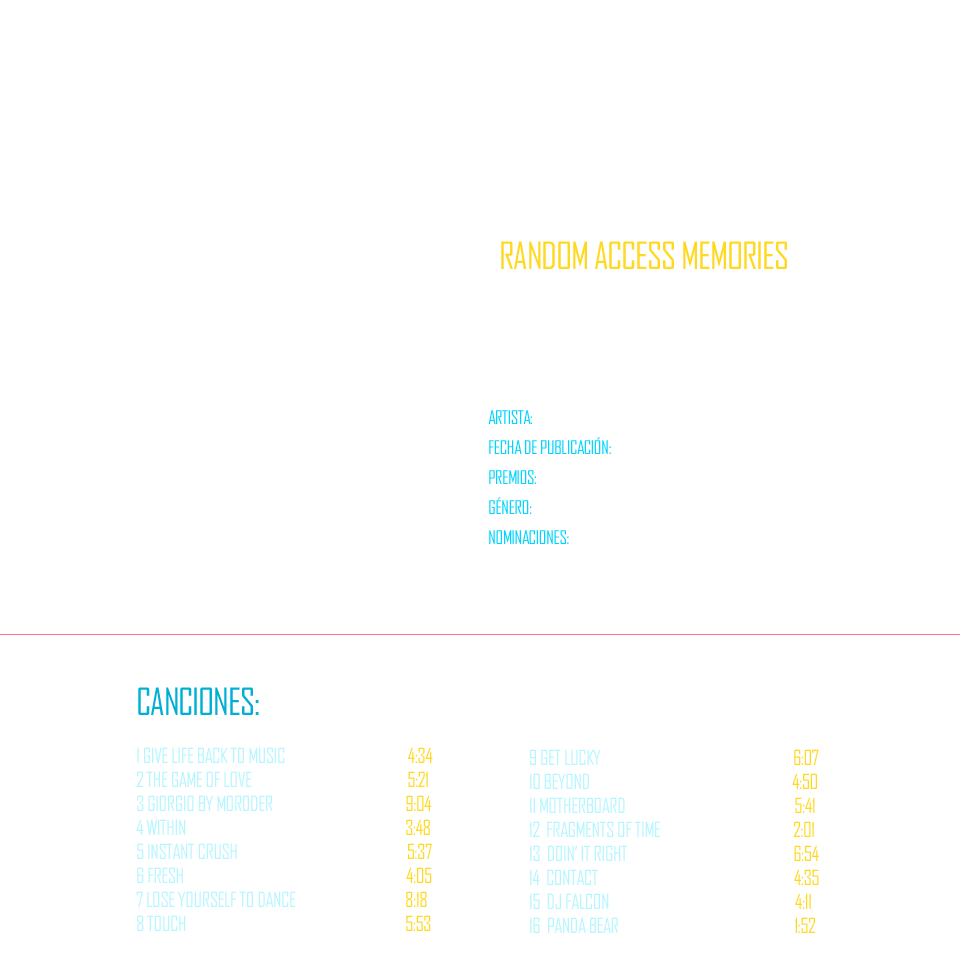 RANDOM ACCESS MEMORIES
ARTISTA:
FECHA DE PUBLICACIÓN:
PREMIOS:
GÉNERO:
NOMINACIONES:
CANCIONES:
1 GIVE LIFE BACK TO MUSIC 4:34
2 THE GAME OF LOVE 5:21
3 GIORGIO BY MORODER 9:04
4 WITHIN 3:48
5 INSTANT CRUSH 5:37
6 FRESH 4:05
7 LOSE YOURSELF TO DANCE 8:18
8 TOUCH 5:53
9 GET LUCKY 6:07
10 BEYOND 4:50
11 MOTHERBOARD 5:41
12 FRAGMENTS OF TIME 2:01
13 DOIN' IT RIGHT 6:54
14 CONTACT 4:35
15 DJ FALCON 4:11
16 PANDA BEAR 1:52